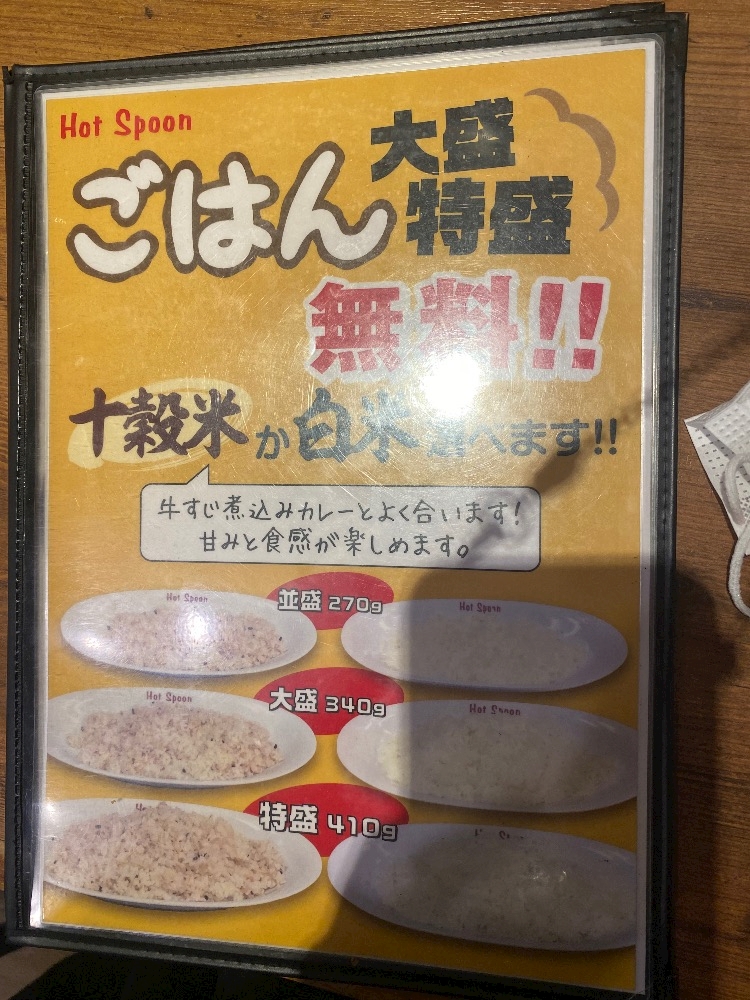 Hot Spoon
ごはん
大盛
特盛
無料!!
十穀米か白米選べます!!
牛すじ煮込みカレーとよく合います!
甘みと食感が楽しめます。
Hot Spoon
並盛 270g
Hot Spoon
Hot Spoon
大盛 340g
Hot Spoon
特盛 410g